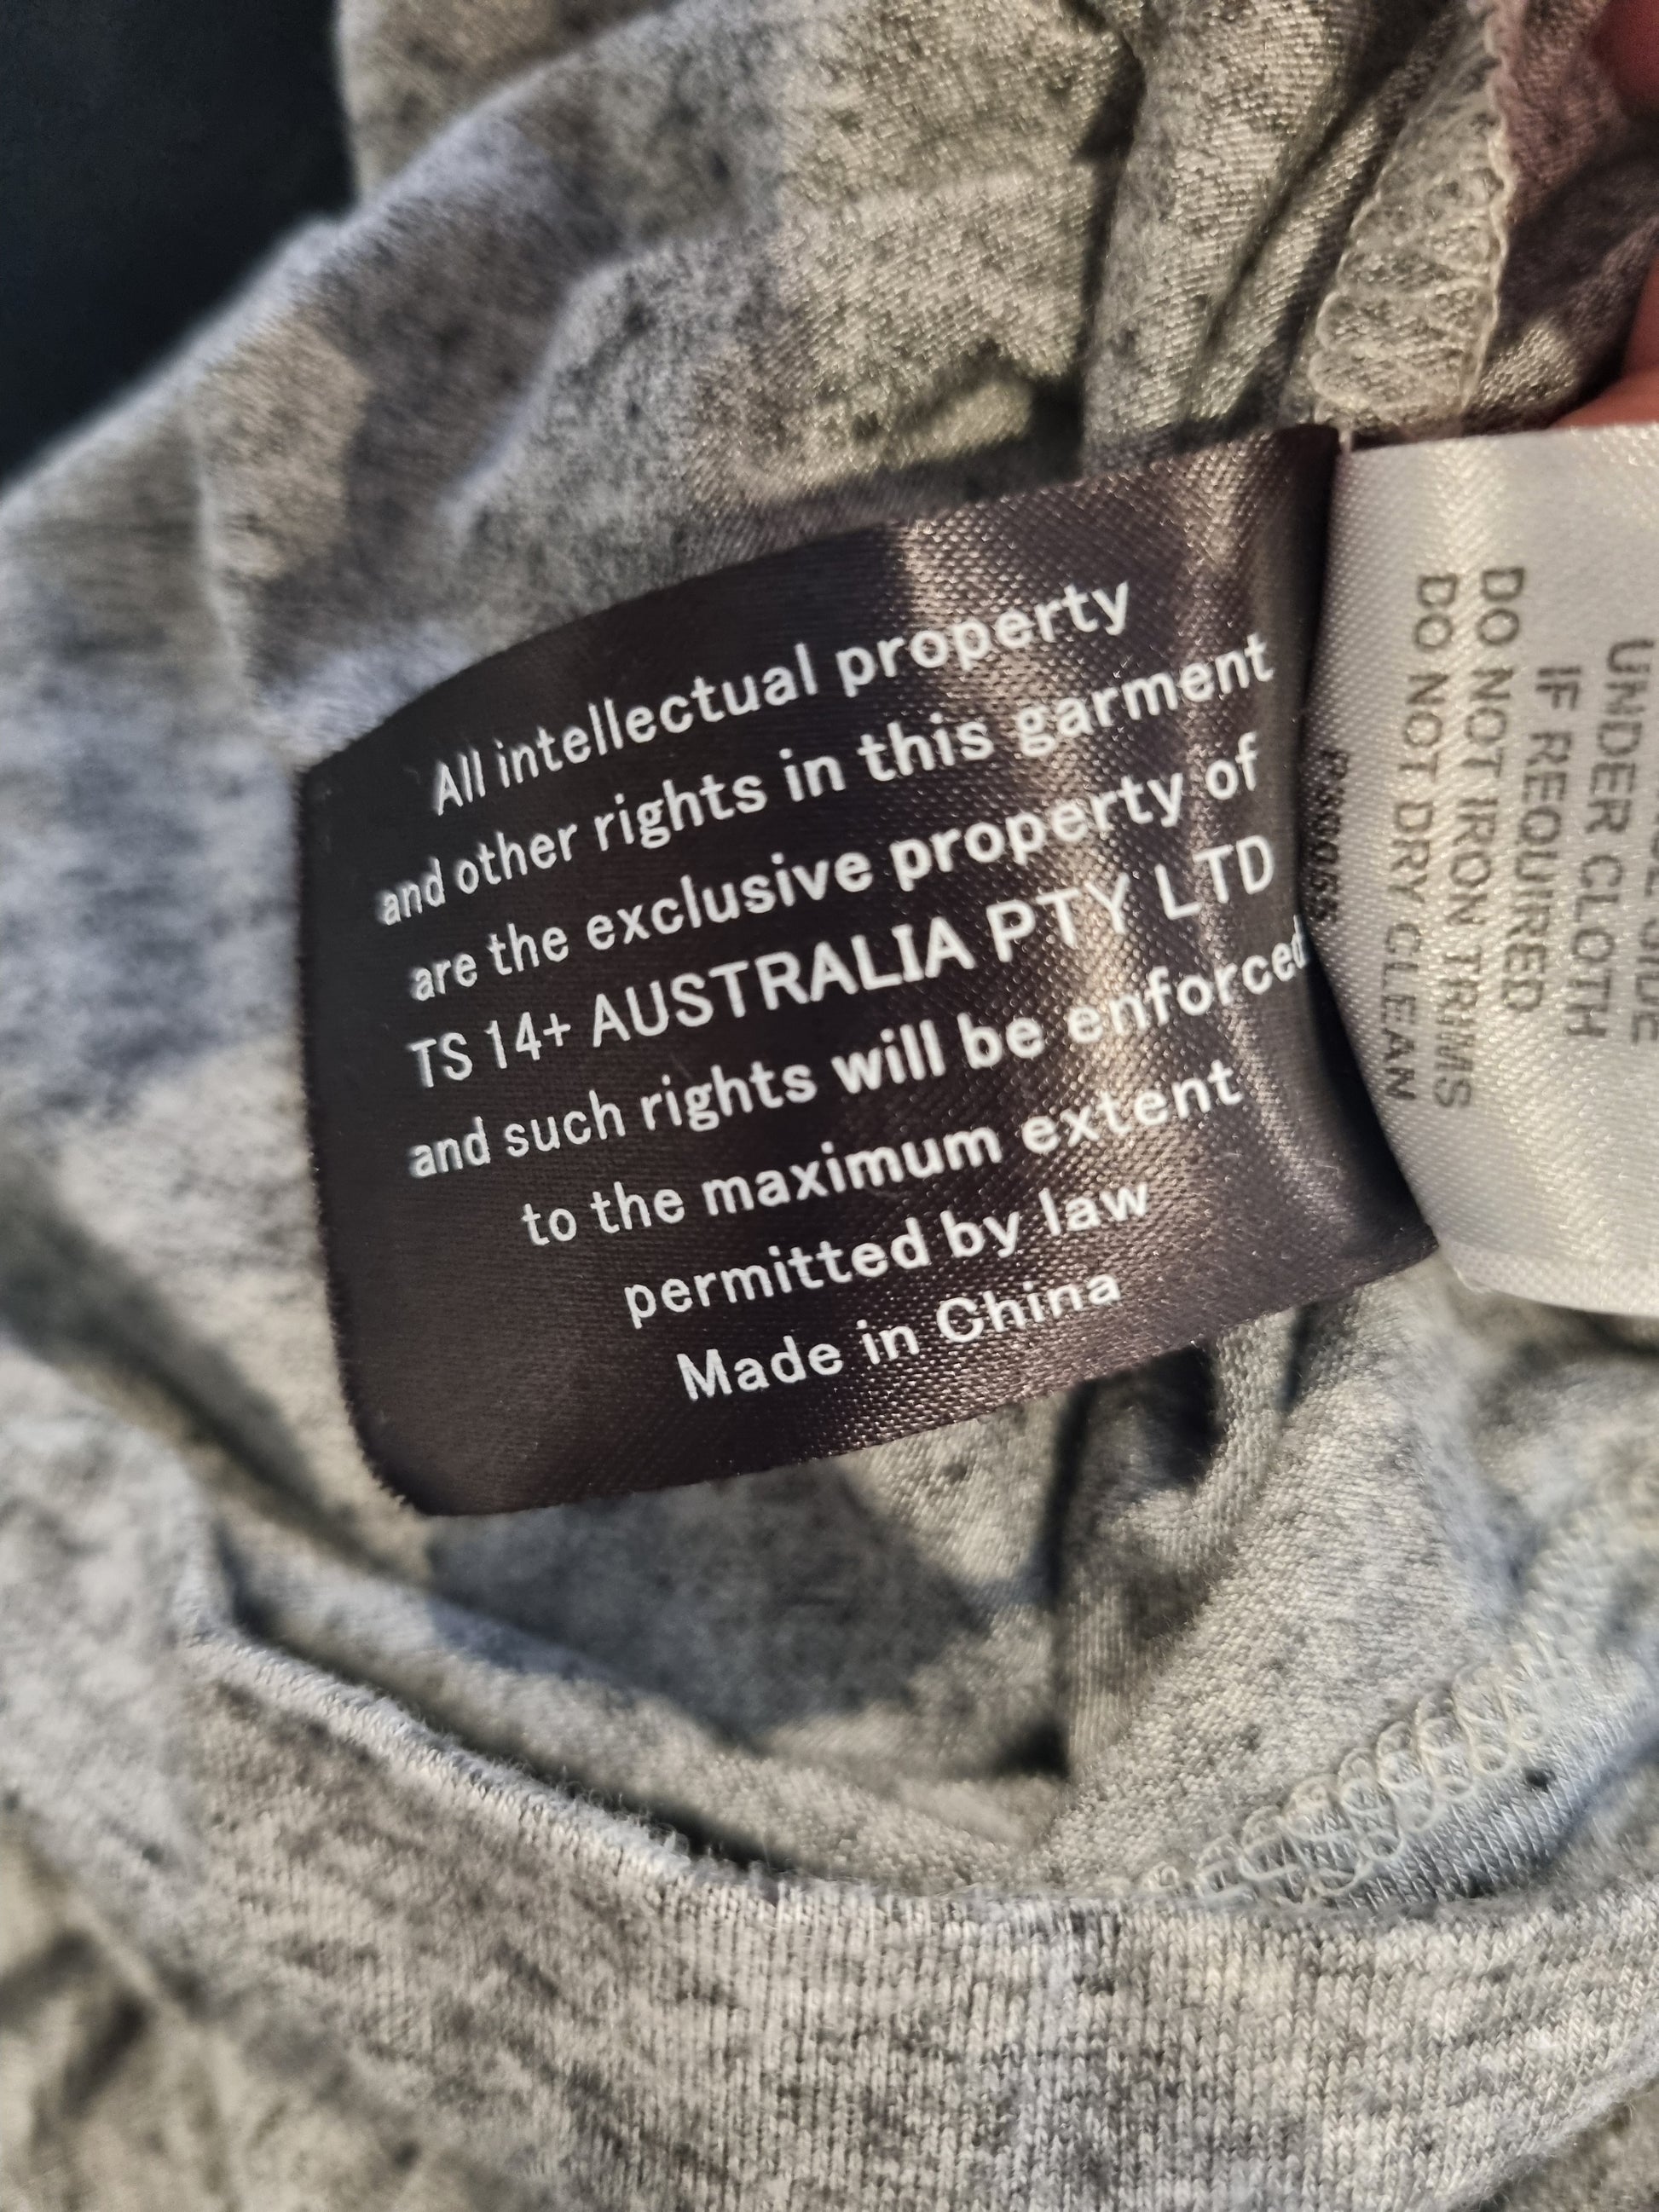 All intellectual property
and other rights in this garment
are the exclusive property of
TS 14+ AUSTRALIA PTY LTD
and such rights will be enforced
to the maximum extent
permitted by law
Made in China
SIDE
UNDER CLOTH
IF REQUIRED
DO NOT IRON TRIMS
DO NOT DRY CLEAN